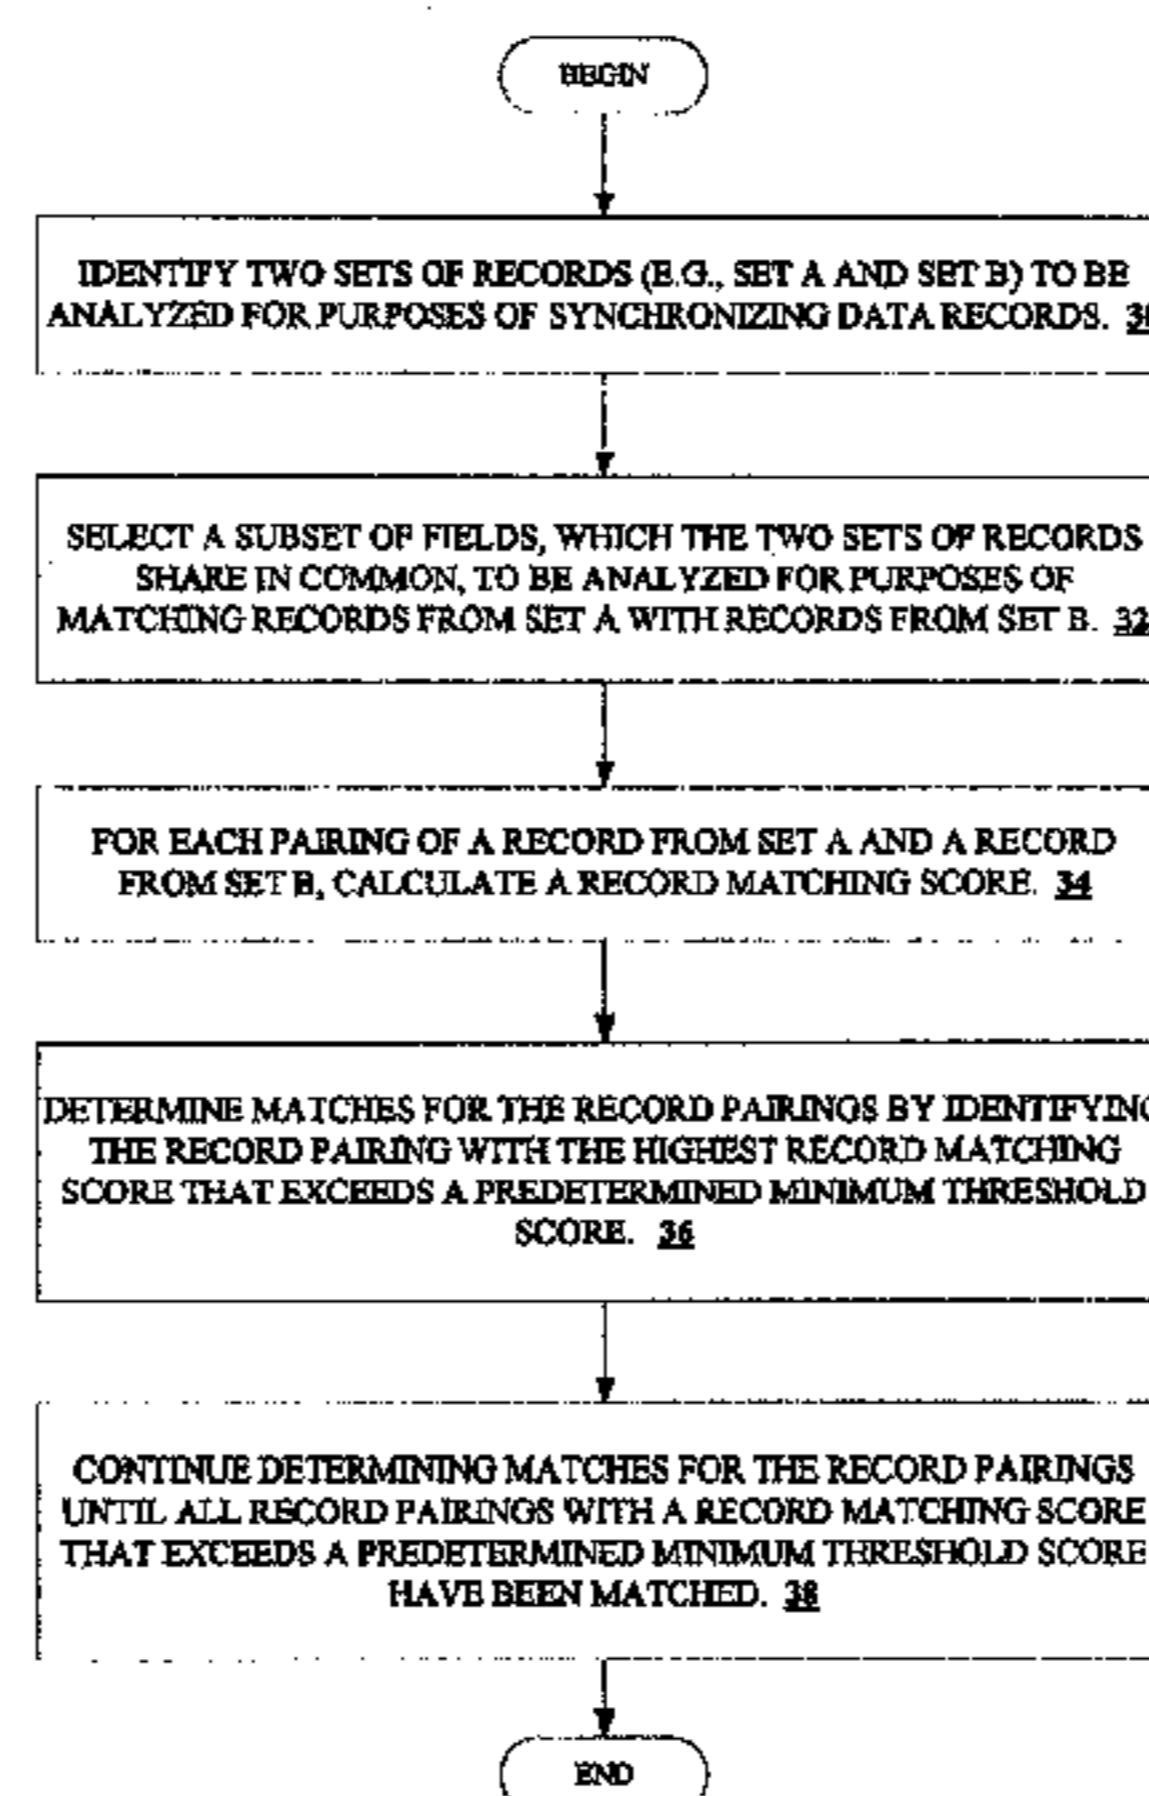 BEGIN
IDENTIFY TWO SETS OF RECORDS (E.G., SET A AND SET B) TO BE
ANALYZED FOR PURPOSES OF SYNCHRONIZING DATA RECORDS. 30
SELECT A SUBSET OF FIELDS, WHICH THE TWO SETS OF RECORDS
SHARE IN COMMON, TO BE ANALYZED FOR PURPOSES OF
MATCHING RECORDS FROM SET A WITH RECORDS FROM SET B. 32
FOR EACH PAIRING OF A RECORD FROM SET A AND A RECORD
FROM SET B, CALCULATE A RECORD MATCHING SCORE. 34
DETERMINE MATCHES FOR THE RECORD PAIRINGS BY IDENTIFYING
THE RECORD PAIRING WITH THE HIGHEST RECORD MATCHING
SCORE THAT EXCEEDS A PREDETERMINED MINIMUM THRESHOLD
SCORE. 36
CONTINUE DETERMINING MATCHES FOR THE RECORD PAIRINGS
UNTIL ALL RECORD PAIRINGS WITH A RECORD MATCHING SCORE
THAT EXCEEDS A PREDETERMINED MINIMUM THRESHOLD SCORE
HAVE BEEN MATCHED. 38
END